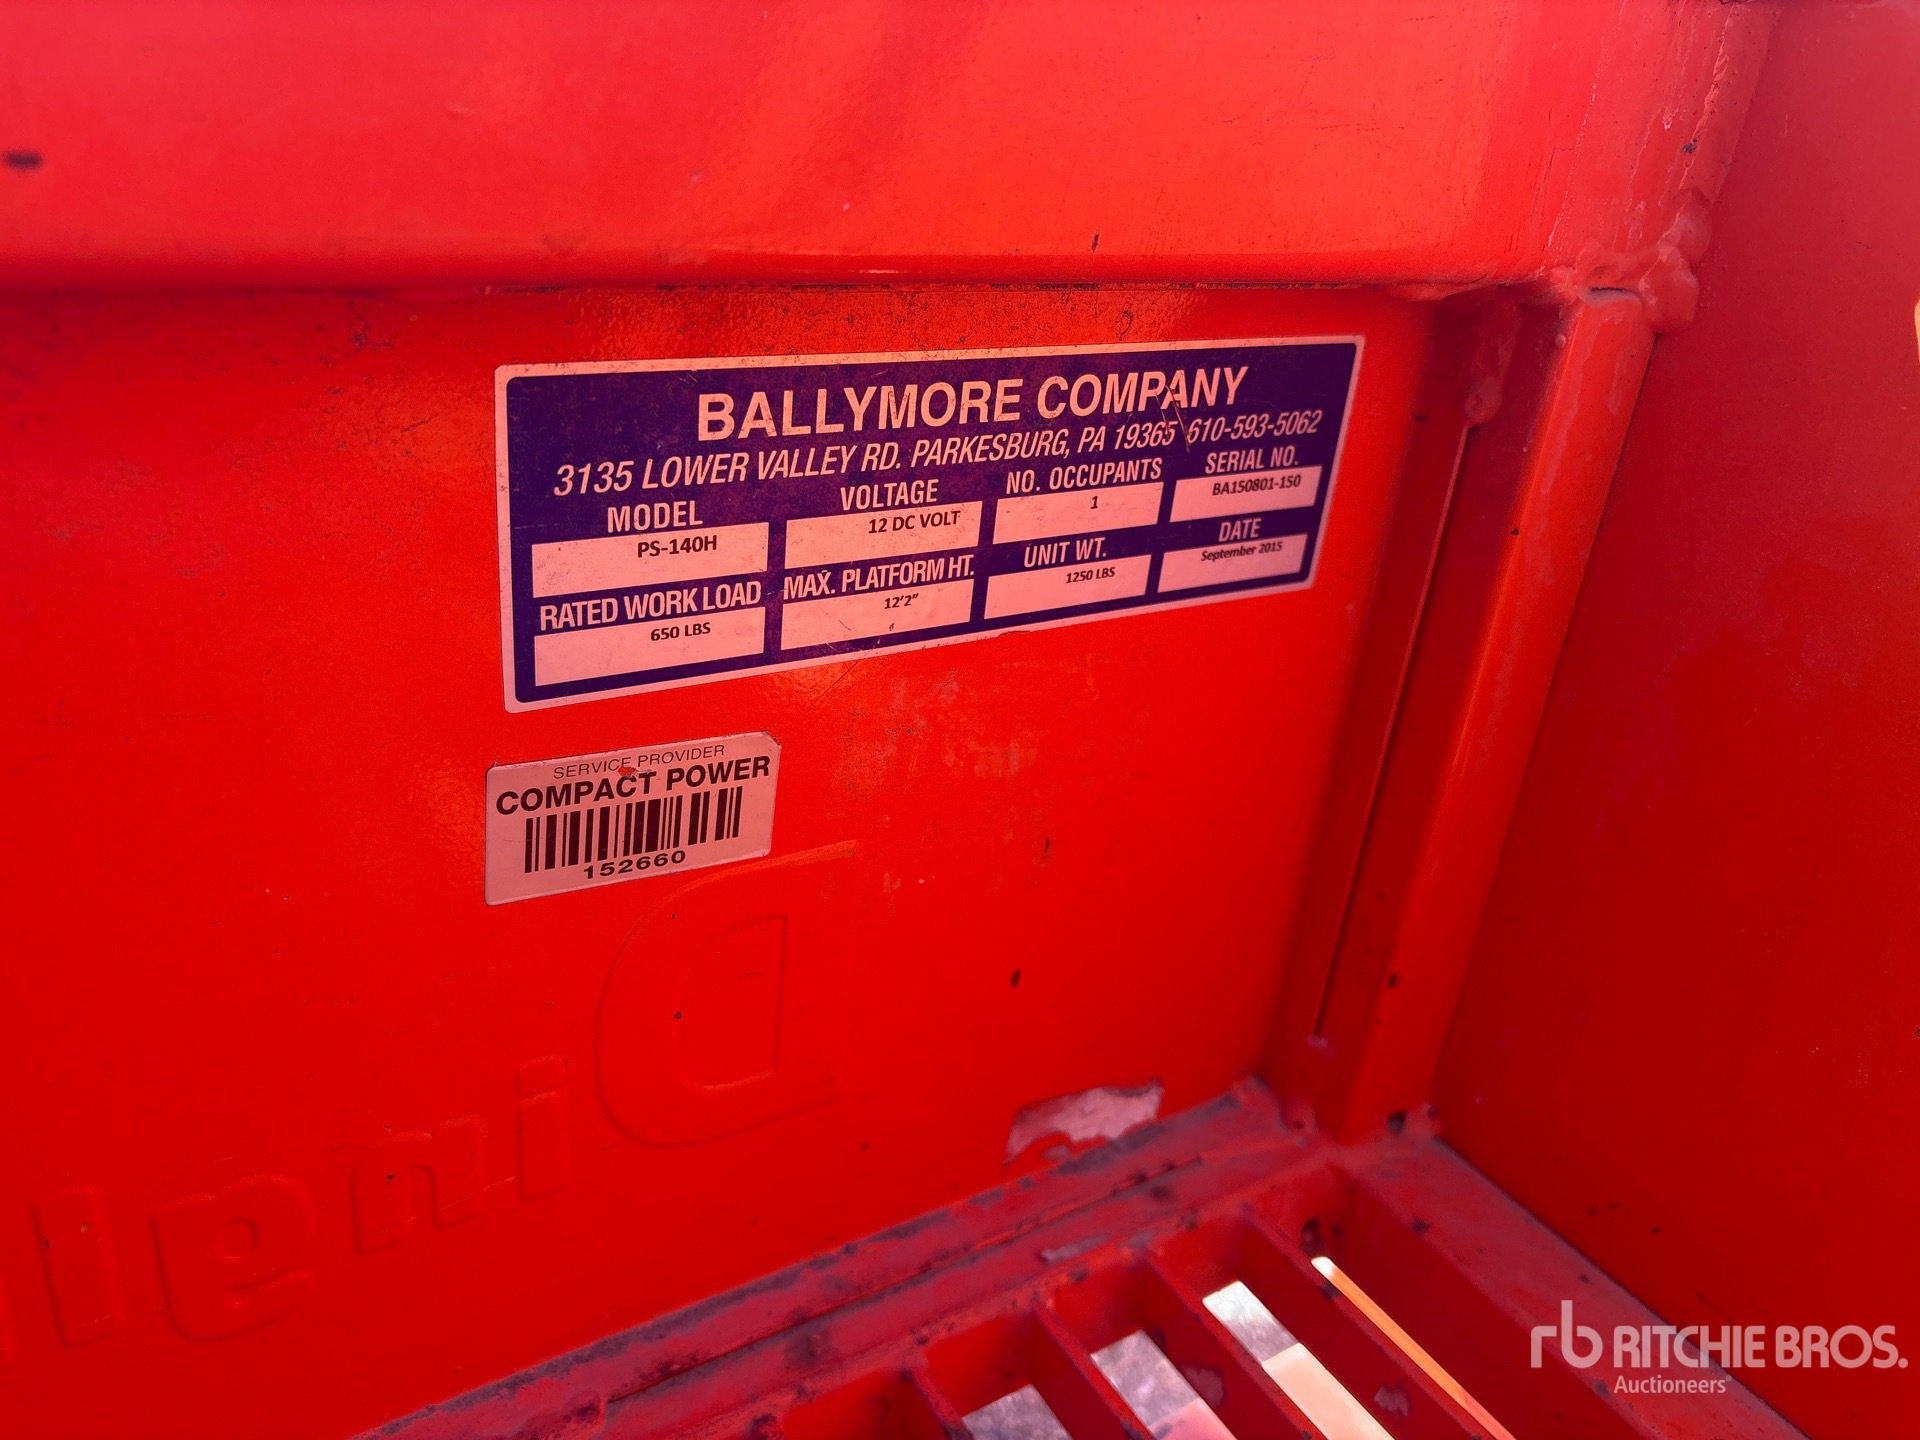 BALLYMORE COMPANY
3135 LOWER VALLEY RD. PARKESBURG, PA 19365 610-593-5062
MODEL VOLTAGE NO. OCCUPANTS SERIAL NO.
PS-140H 12 DC VOLT 1 BA150801-150
RATED WORK LOAD MAX. PLATFORM HT. UNIT WT. DATE
650 LBS 12'2" 1250 LBS September 2015
SERVICE PROVIDER
COMPACT POWER
152660
rb RITCHIE BROS.
Auctioneers